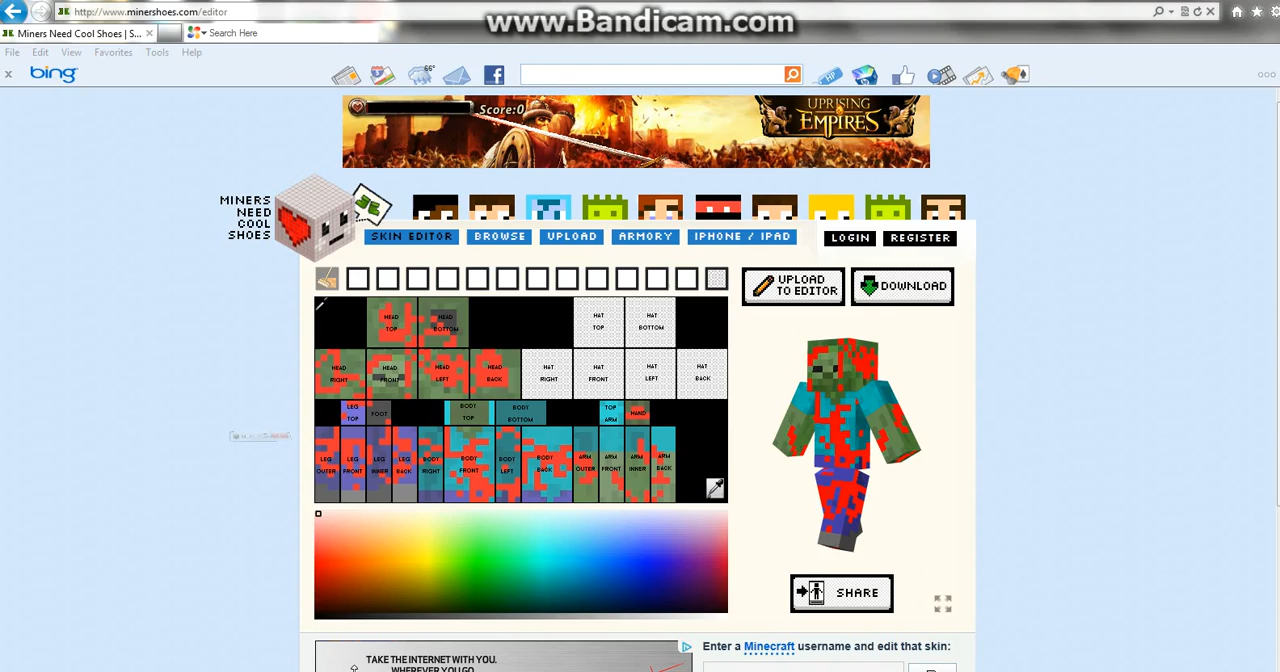 www.Bandicam.com
http://www.minershoes.com/editor
Miners Need Cool Shoes | S...
Search Here
File Edit View Favorites Tools Help
x bing
66°
Score:0
UPRISING
OF
EMPIRES
MINERS
NEED
COOL
SHOES
SKIN EDITOR BROWSE UPLOAD ARMORY IPHONE / IPAD LOGIN REGISTER
UPLOAD
TO EDITOR
DOWNLOAD
HEAD
TOP
HEAD
BOTTOM
HAT
TOP
HAT
BOTTOM
HEAD
RIGHT
HEAD
FRONT
HEAD
LEFT
HEAD
BACK
HAT
RIGHT
HAT
FRONT
HAT
LEFT
HAT
BACK
LEG
TOP
FOOT
BODY
TOP
BODY
BOTTOM
TOP
ARM
HAND
LEG
OUTER
LEG
FRONT
LEG
INNER
LEG
BACK
BODY
RIGHT
BODY
FRONT
BODY
LEFT
BODY
BACK
ARM
OUTER
ARM
FRONT
ARM
INNER
ARM
BACK
SHARE
Enter a Minecraft username and edit that skin:
TAKE THE INTERNET WITH YOU.
WHEREVER YOU GO